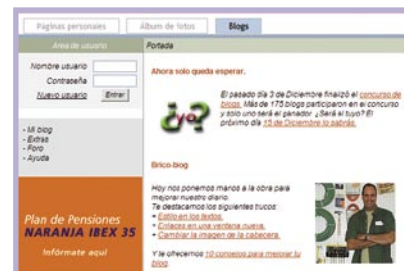 Páginas personales
Álbum de fotos
Blogs
Area de usuario
Portada
Nombre usuario
Contraseña
Nuevo usuario
Entrar
- Mi blog
- Extras
- Foro
- Ayuda
Plan de Pensiones
NARANJA IBEX 35
Infórmate aquí
Ahora solo queda esperar.
¿yo?
El pasado día 3 de Diciembre finalizó el concurso de
blogs. Más de 175 blogs participaron en el concurso
y solo uno será el ganador. ¿Será el tuyo? El
próximo día 15 de Diciembre lo sabrás.
Brico-blog
Hoy nos ponemos manos a la obra para
mejorar nuestro diario.
Te destacamos los siguientes trucos:
+ Estilo en los textos.
+ Enlaces en una ventana nueva.
+ Cambiar la imagen de la cabecera.
Y te ofrecemos 10 consejos para mejorar tu
blog.